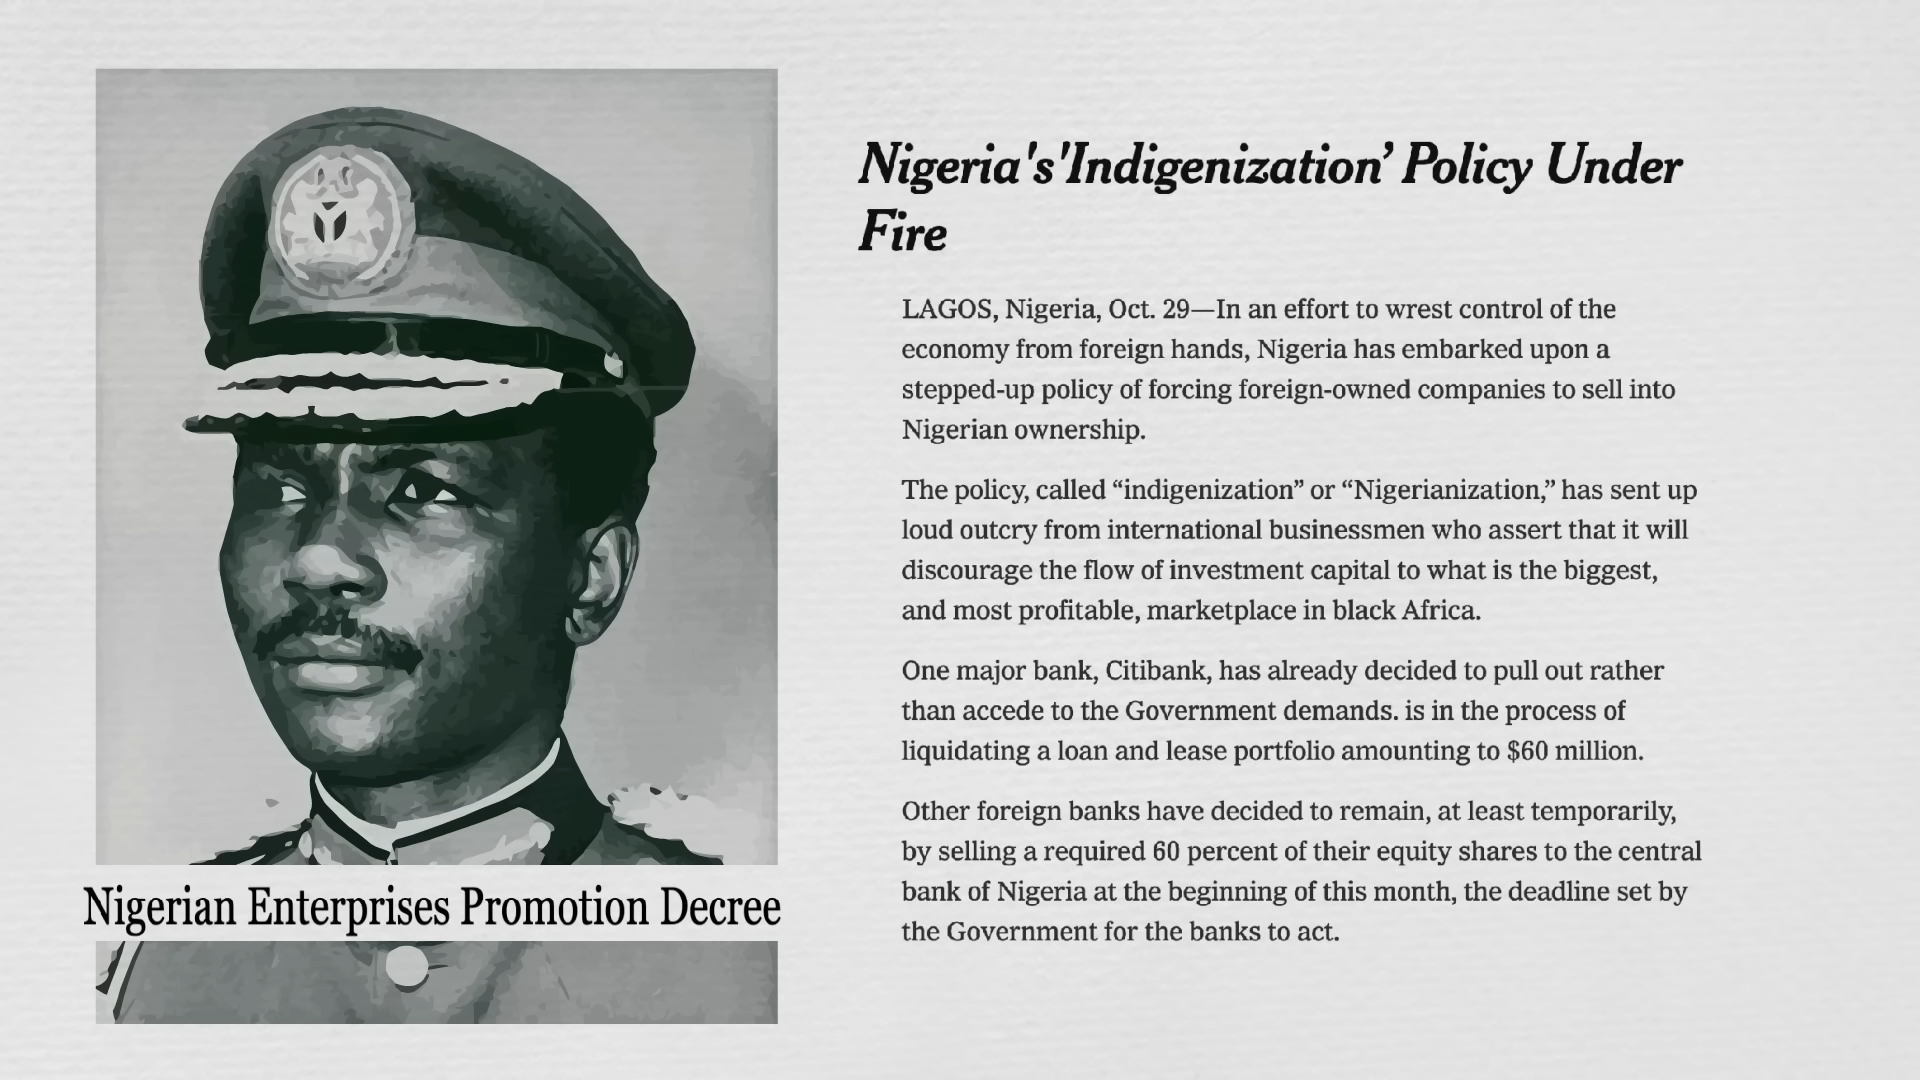 Nigeria's 'Indigenization’ Policy Under
Fire
LAGOS, Nigeria, Oct. 29—In an effort to wrest control of the
economy from foreign hands, Nigeria has embarked upon a
stepped-up policy of forcing foreign-owned companies to sell into
Nigerian ownership.
The policy, called “indigenization” or “Nigerianization,” has sent up
loud outcry from international businessmen who assert that it will
discourage the flow of investment capital to what is the biggest,
and most profitable, marketplace in black Africa.
One major bank, Citibank, has already decided to pull out rather
than accede to the Government demands. is in the process of
liquidating a loan and lease portfolio amounting to $60 million.
Other foreign banks have decided to remain, at least temporarily,
by selling a required 60 percent of their equity shares to the central
bank of Nigeria at the beginning of this month, the deadline set by
the Government for the banks to act.
Nigerian Enterprises Promotion Decree